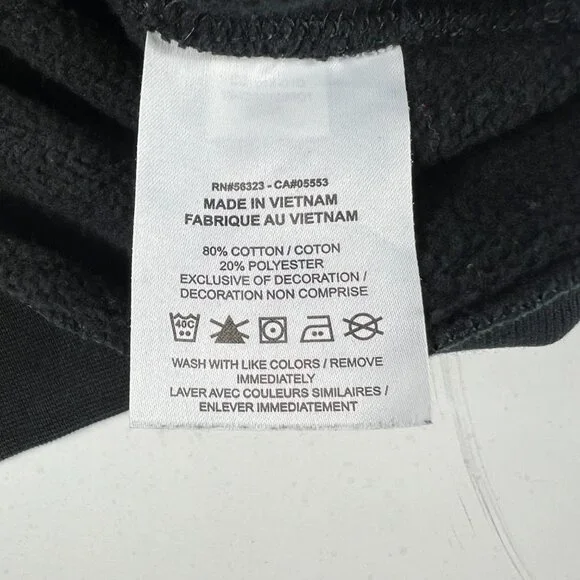 RN#56323 - CA#05553
MADE IN VIETNAM
FABRIQUE AU VIETNAM
80% COTTON / COTON
20% POLYESTER
EXCLUSIVE OF DECORATION /
DECORATION NON COMPRISE
40C
WASH WITH LIKE COLORS / REMOVE
IMMEDIATELY
LAVER AVEC COULEURS SIMILAIRES /
ENLEVER IMMEDIATEMENT